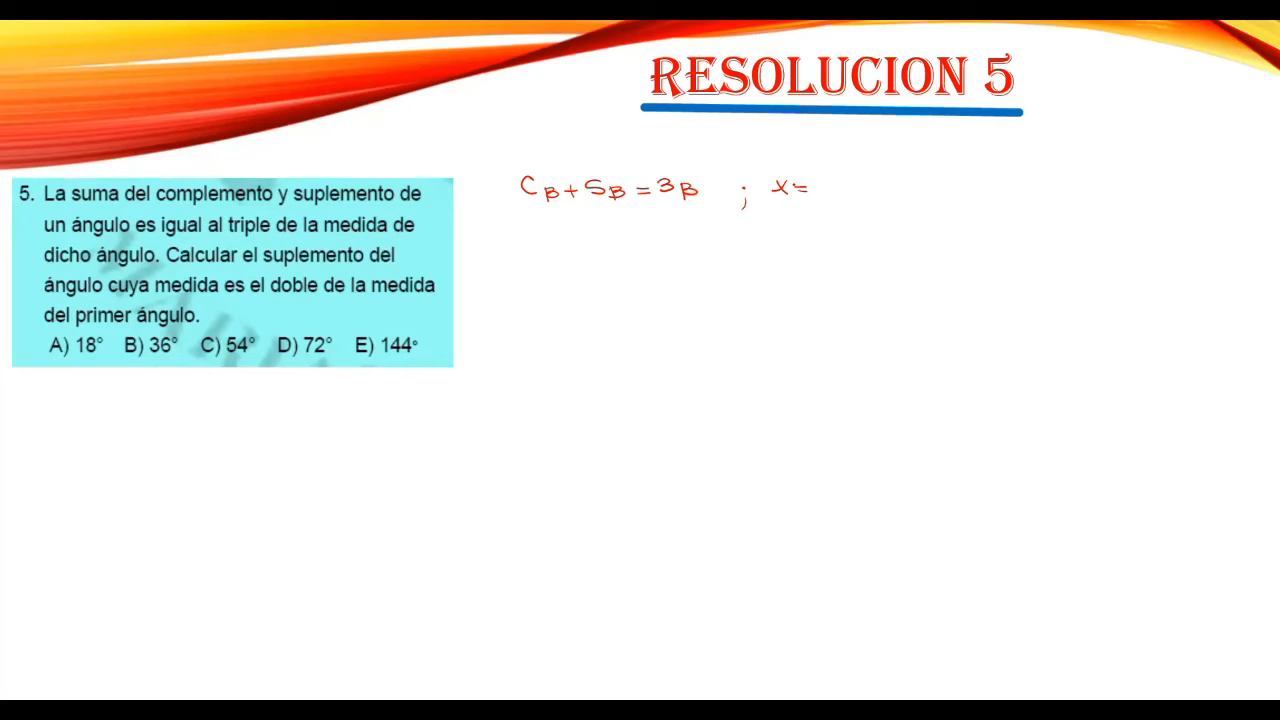 RESOLUCION 5
5. La suma del complemento y suplemento de
un ángulo es igual al triple de la medida de
dicho ángulo. Calcular el suplemento del
ángulo cuya medida es el doble de la medida
del primer ángulo.
A) 18° B) 36° C) 54° D) 72° E) 144°
Cβ + Sβ = 3β ; x =